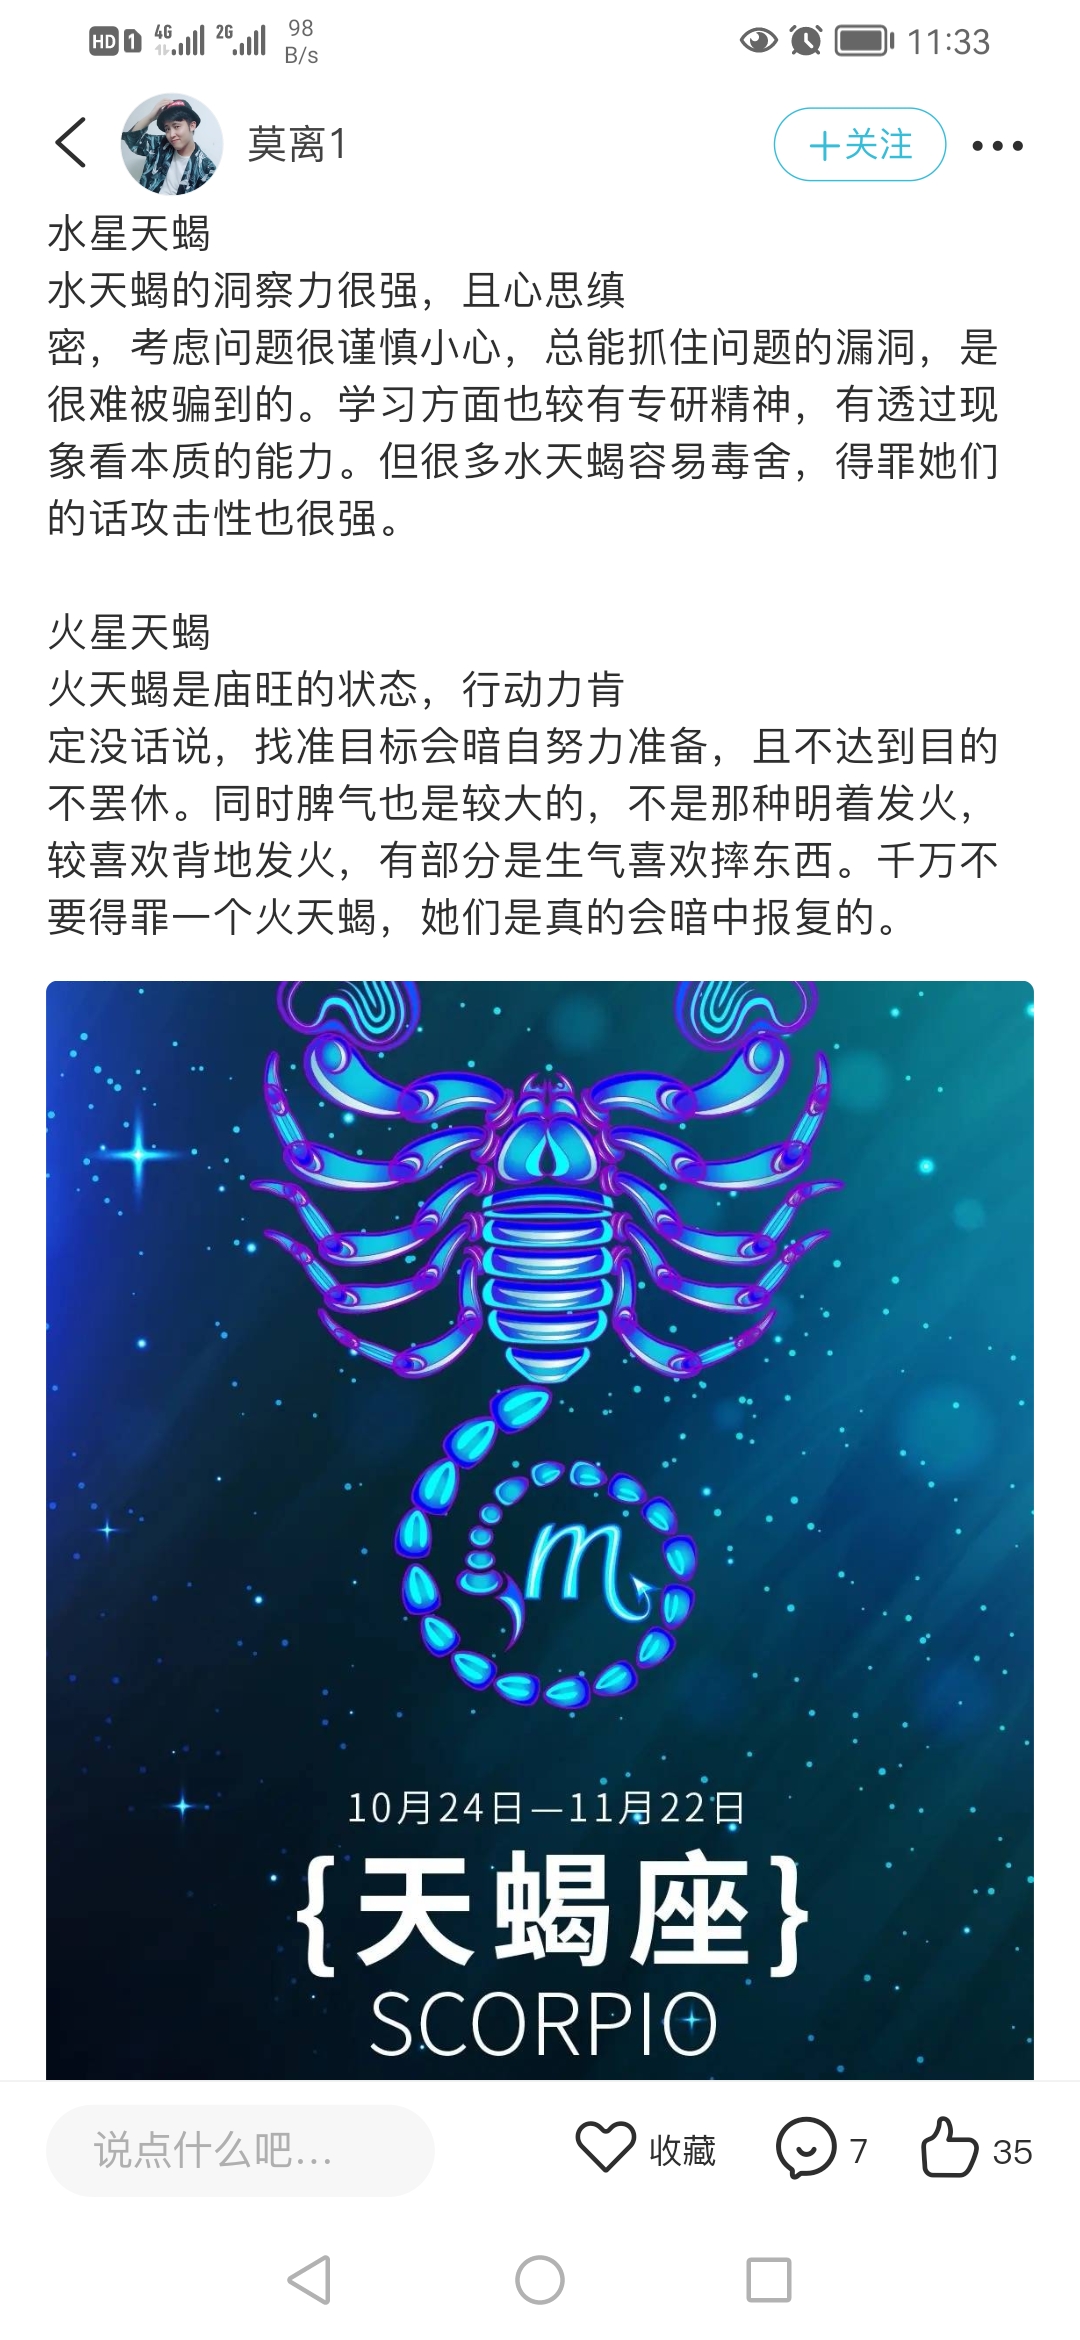 HD 1 4G 2G 98 B/s 11:33
莫离1 +关注
水星天蝎
水天蝎的洞察力很强，且心思缜
密，考虑问题很谨慎小心，总能抓住问题的漏洞，是
很难被骗到的。学习方面也较有专研精神，有透过现
象看本质的能力。但很多水天蝎容易毒舍，得罪她们
的话攻击性也很强。
火星天蝎
火天蝎是庙旺的状态，行动力肯
定没话说，找准目标会暗自努力准备，且不达到目的
不罢休。同时脾气也是较大的，不是那种明着发火，
较喜欢背地发火，有部分是生气喜欢摔东西。千万不
要得罪一个火天蝎，她们是真的会暗中报复的。
10月24日—11月22日
{天蝎座}
SCORPIO
说点什么吧... 收藏 7 35